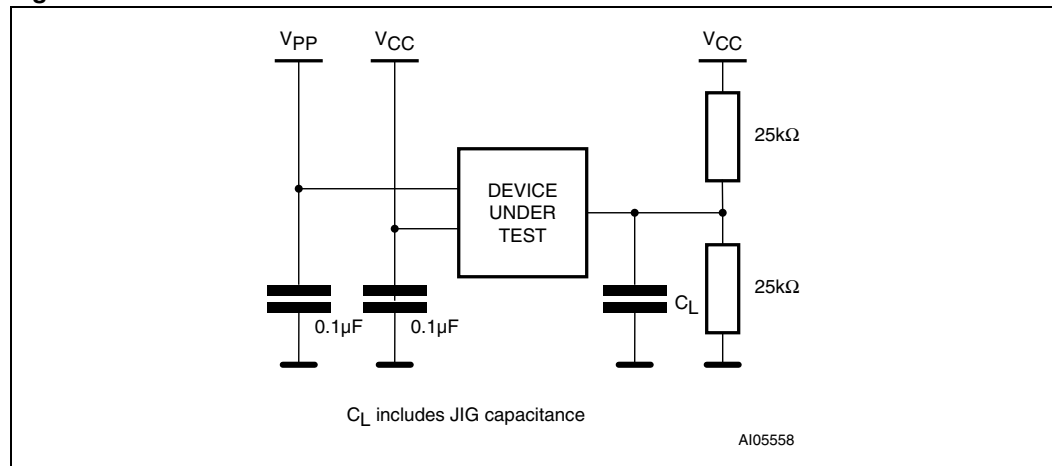 VPP
VCC
VCC
25kΩ
DEVICE
UNDER
TEST
25kΩ
CL
0.1µF
0.1µF
CL includes JIG capacitance
AI05558